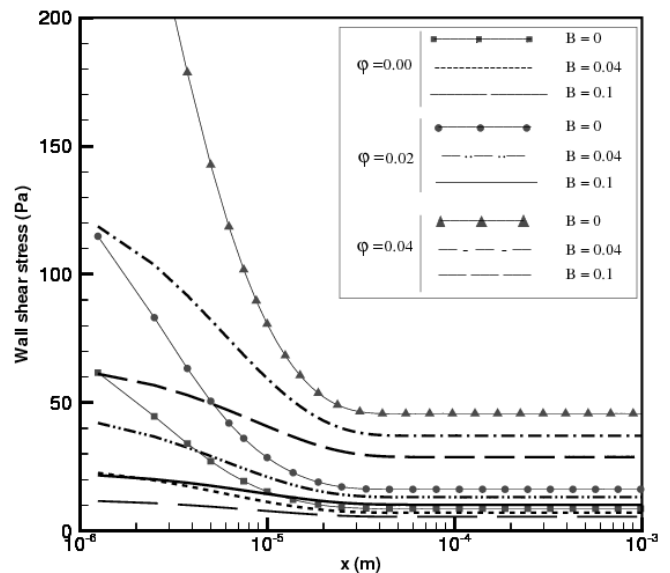 200
150
100
50
0
Wall shear stress (Pa)
10⁻⁶
10⁻⁵
10⁻⁴
10⁻³
x (m)
φ=0.00
B = 0
B = 0.04
B = 0.1
φ=0.02
B = 0
B = 0.04
B = 0.1
φ=0.04
B = 0
B = 0.04
B = 0.1